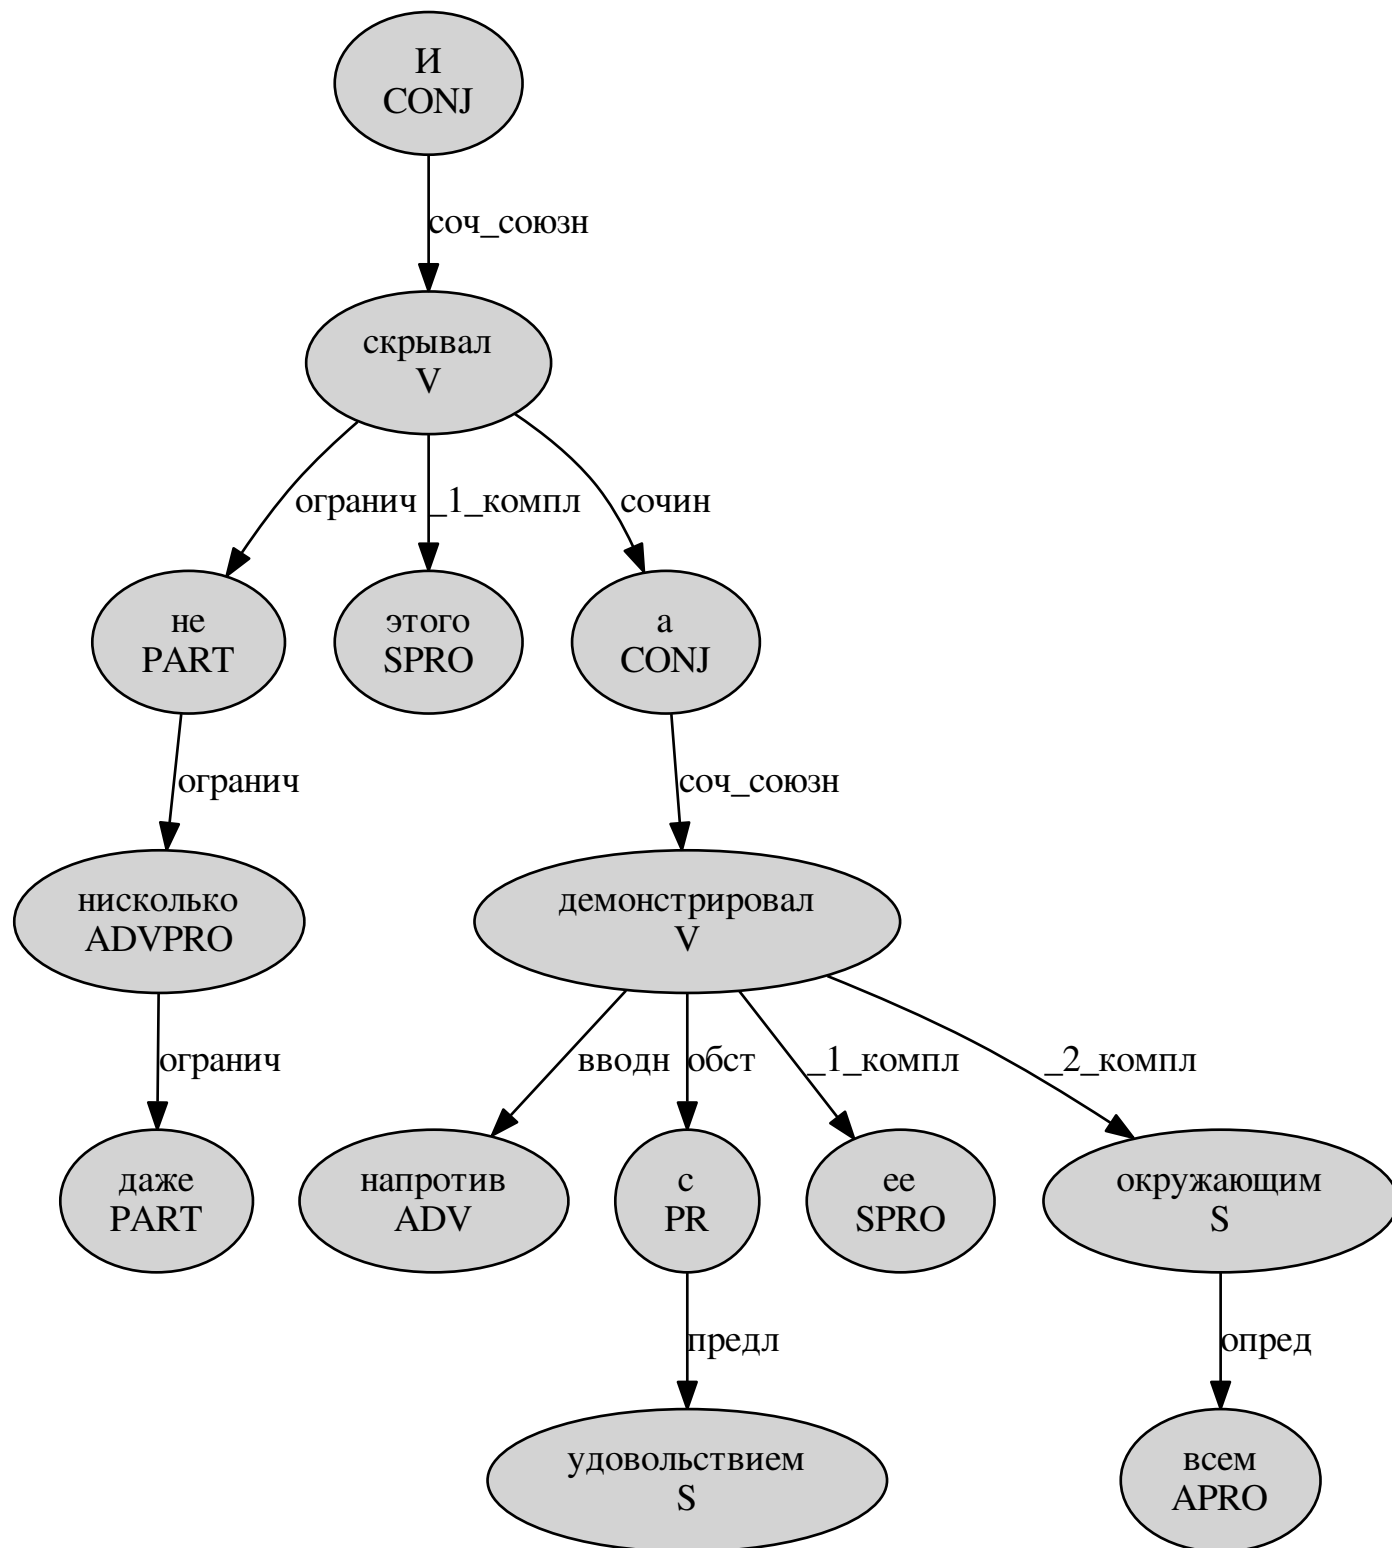 И
CONJ
соч_союзн
скрывал
V
огранич
_1_компл
сочин
не
PART
этого
SPRO
а
CONJ
огранич
соч_союзн
нисколько
ADVPRO
демонстрировал
V
огранич
вводн
обст
_1_компл
_2_компл
даже
PART
напротив
ADV
с
PR
ее
SPRO
окружающим
S
предл
опред
удовольствием
S
всем
APRO